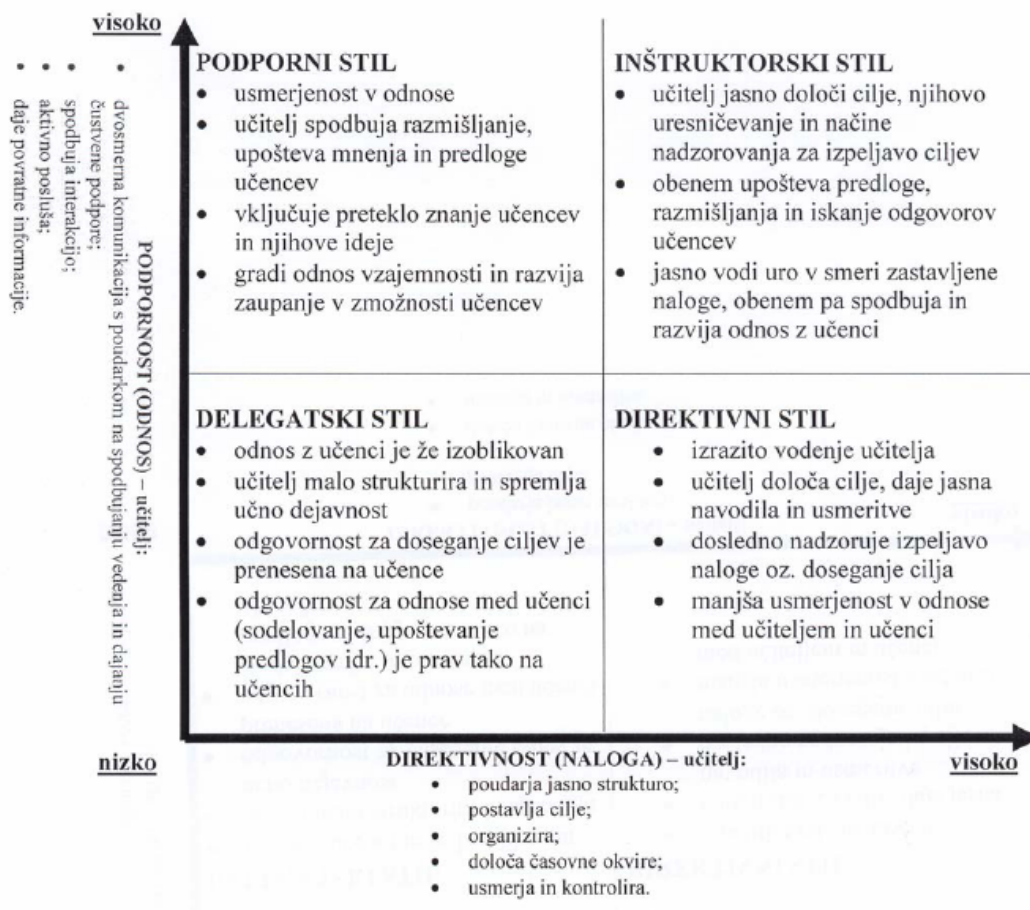 visoko
PODPORNOST (ODNOS) – učitelj:
• dvosmerna komunikacija s poudarkom na spodbujanju vedenja in dajanju
čustvene podpore;
• spodbuja interakcijo;
• aktivno posluša;
• daje povratne informacije.
PODPORNI STIL
• usmerjenost v odnose
• učitelj spodbuja razmišljanje,
upošteva mnenja in predloge
učencev
• vključuje preteklo znanje učencev
in njihove ideje
• gradi odnos vzajemnosti in razvija
zaupanje v zmožnosti učencev
INŠTRUKTORSKI STIL
• učitelj jasno določi cilje, njihovo
uresničevanje in načine
nadzorovanja za izpeljavo ciljev
• obenem upošteva predloge,
razmišljanja in iskanje odgovorov
učencev
• jasno vodi uro v smeri zastavljene
naloge, obenem pa spodbuja in
razvija odnos z učenci
DELEGATSKI STIL
• odnos z učenci je že izoblikovan
• učitelj malo strukturira in spremlja
učno dejavnost
• odgovornost za doseganje ciljev je
prenesena na učence
• odgovornost za odnose med učenci
(sodelovanje, upoštevanje
predlogov idr.) je prav tako na
učencih
DIREKTIVNI STIL
• izrazito vodenje učitelja
• učitelj določa cilje, daje jasna
navodila in usmeritve
• dosledno nadzoruje izpeljavo
naloge oz. doseganje cilja
• manjša usmerjenost v odnose
med učiteljem in učenci
nizko
DIREKTIVNOST (NALOGA) – učitelj:
visoko
• poudarja jasno strukturo;
• postavlja cilje;
• organizira;
• določa časovne okvire;
• usmerja in kontrolira.